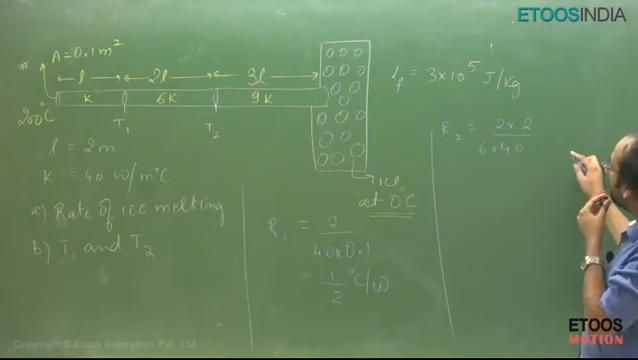 ETOOSINDIA
# A = 0.1 m²
l 2l 3l
K 6K 9K
200°C
T₁ T₂
ice
at 0°C
l = 2m
K = 40 W/m°C
a) Rate of ice melting
b) T₁ and T₂
R₁ = 2 / 40×0.1
= 1/2 °C/W
L_f = 3×10⁵ J/Kg
R₂ = 2×2 / 6×40
ETOOS
MOTION
Copyright © Etoos Education Pvt. Ltd.